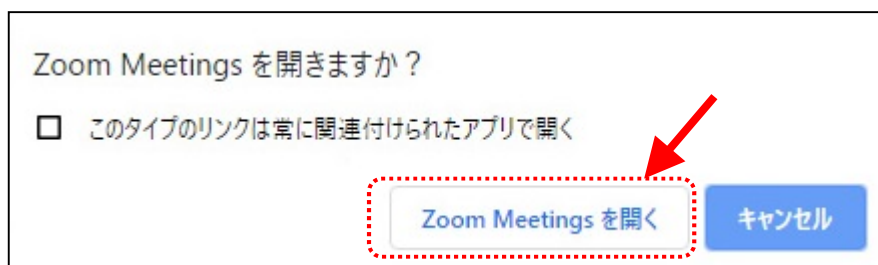 Zoom Meetings を開きますか？
このタイプのリンクは常に関連付けられたアプリで開く
Zoom Meetings を開く
キャンセル